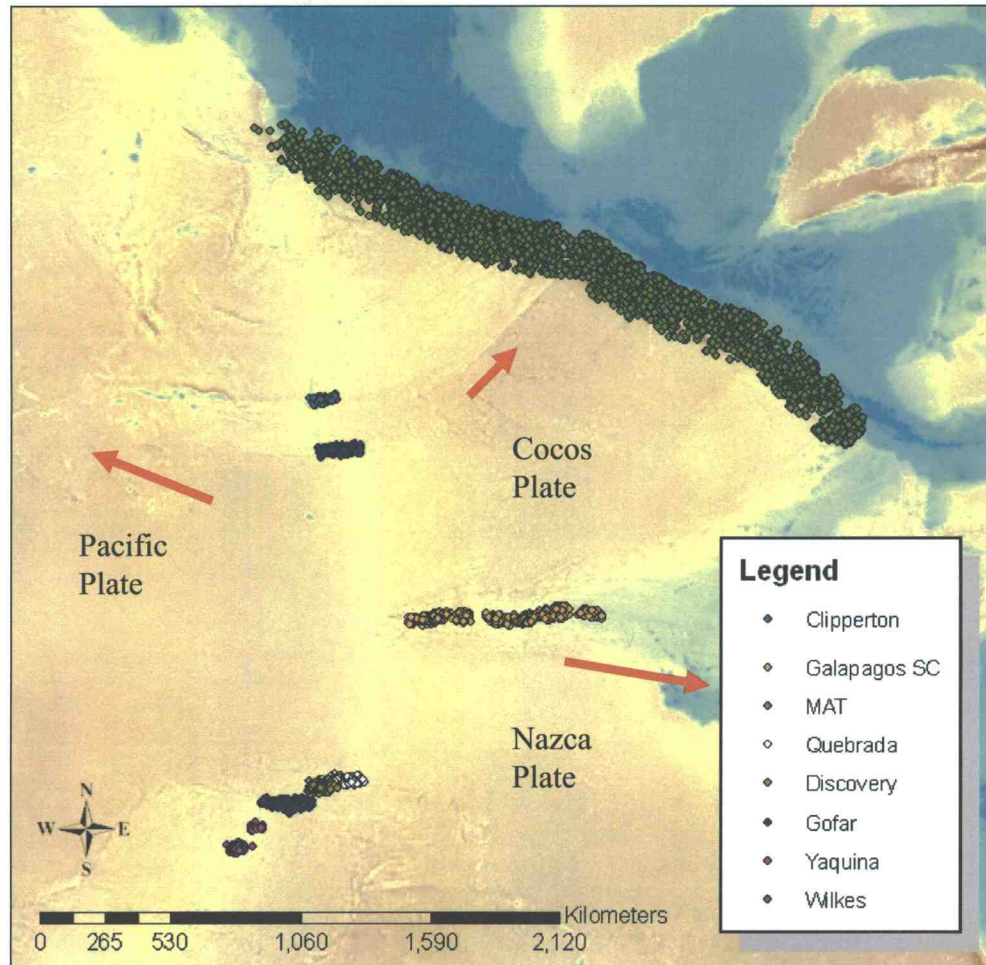 Cocos
Plate
Pacific
Plate
Nazca
Plate
Legend
Clipperton
Galapagos SC
MAT
Quebrada
Discovery
Gofar
Yaquina
Wilkes
N
W E
S
Kilometers
0 265 530 1,060 1,590 2,120